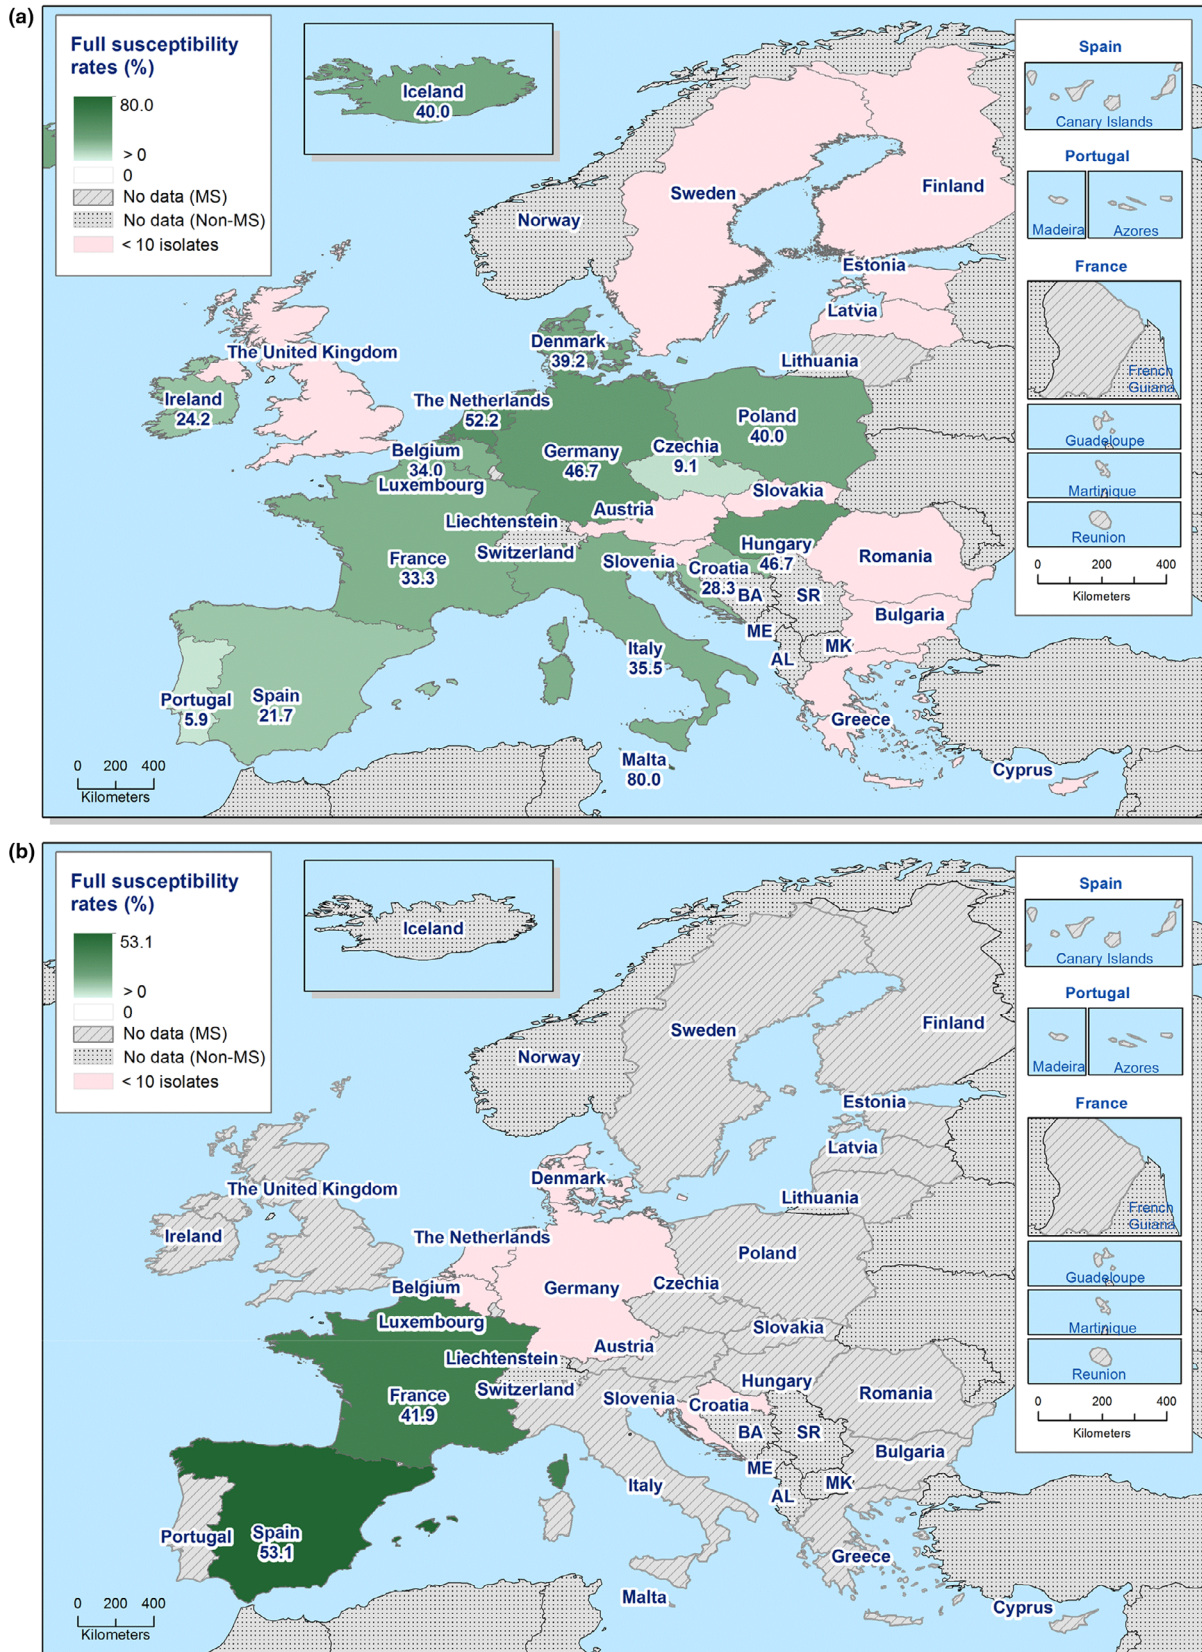 (a)
Full susceptibility
rates (%)
80.0
> 0
0
No data (MS)
No data (Non-MS)
< 10 isolates
Iceland
40.0
Spain
Canary Islands
Portugal
Madeira
Azores
France
French
Guiana
Guadeloupe
Martinique
Reunion
0 200 400
Kilometers
Norway
Sweden
Finland
Estonia
Latvia
Lithuania
The United Kingdom
Denmark
39.2
Ireland
24.2
The Netherlands
52.2
Poland
40.0
Belgium
34.0
Germany
46.7
Czechia
9.1
Luxembourg
Slovakia
Austria
Liechtenstein
Switzerland
Hungary
46.7
France
33.3
Slovenia
Croatia
28.3
Romania
BA
SR
Bulgaria
ME
MK
AL
Italy
35.5
Portugal
5.9
Spain
21.7
Greece
Malta
80.0
Cyprus
0 200 400
Kilometers
(b)
Full susceptibility
rates (%)
53.1
> 0
0
No data (MS)
No data (Non-MS)
< 10 isolates
Iceland
Spain
Canary Islands
Portugal
Madeira
Azores
France
French
Guiana
Guadeloupe
Martinique
Reunion
0 200 400
Kilometers
Norway
Sweden
Finland
Estonia
Latvia
Lithuania
The United Kingdom
Denmark
Ireland
The Netherlands
Poland
Belgium
Germany
Czechia
Luxembourg
Slovakia
Austria
Liechtenstein
Switzerland
Hungary
France
41.9
Slovenia
Croatia
Romania
BA
SR
Bulgaria
ME
MK
AL
Italy
Portugal
Spain
53.1
Greece
Malta
Cyprus
0 200 400
Kilometers